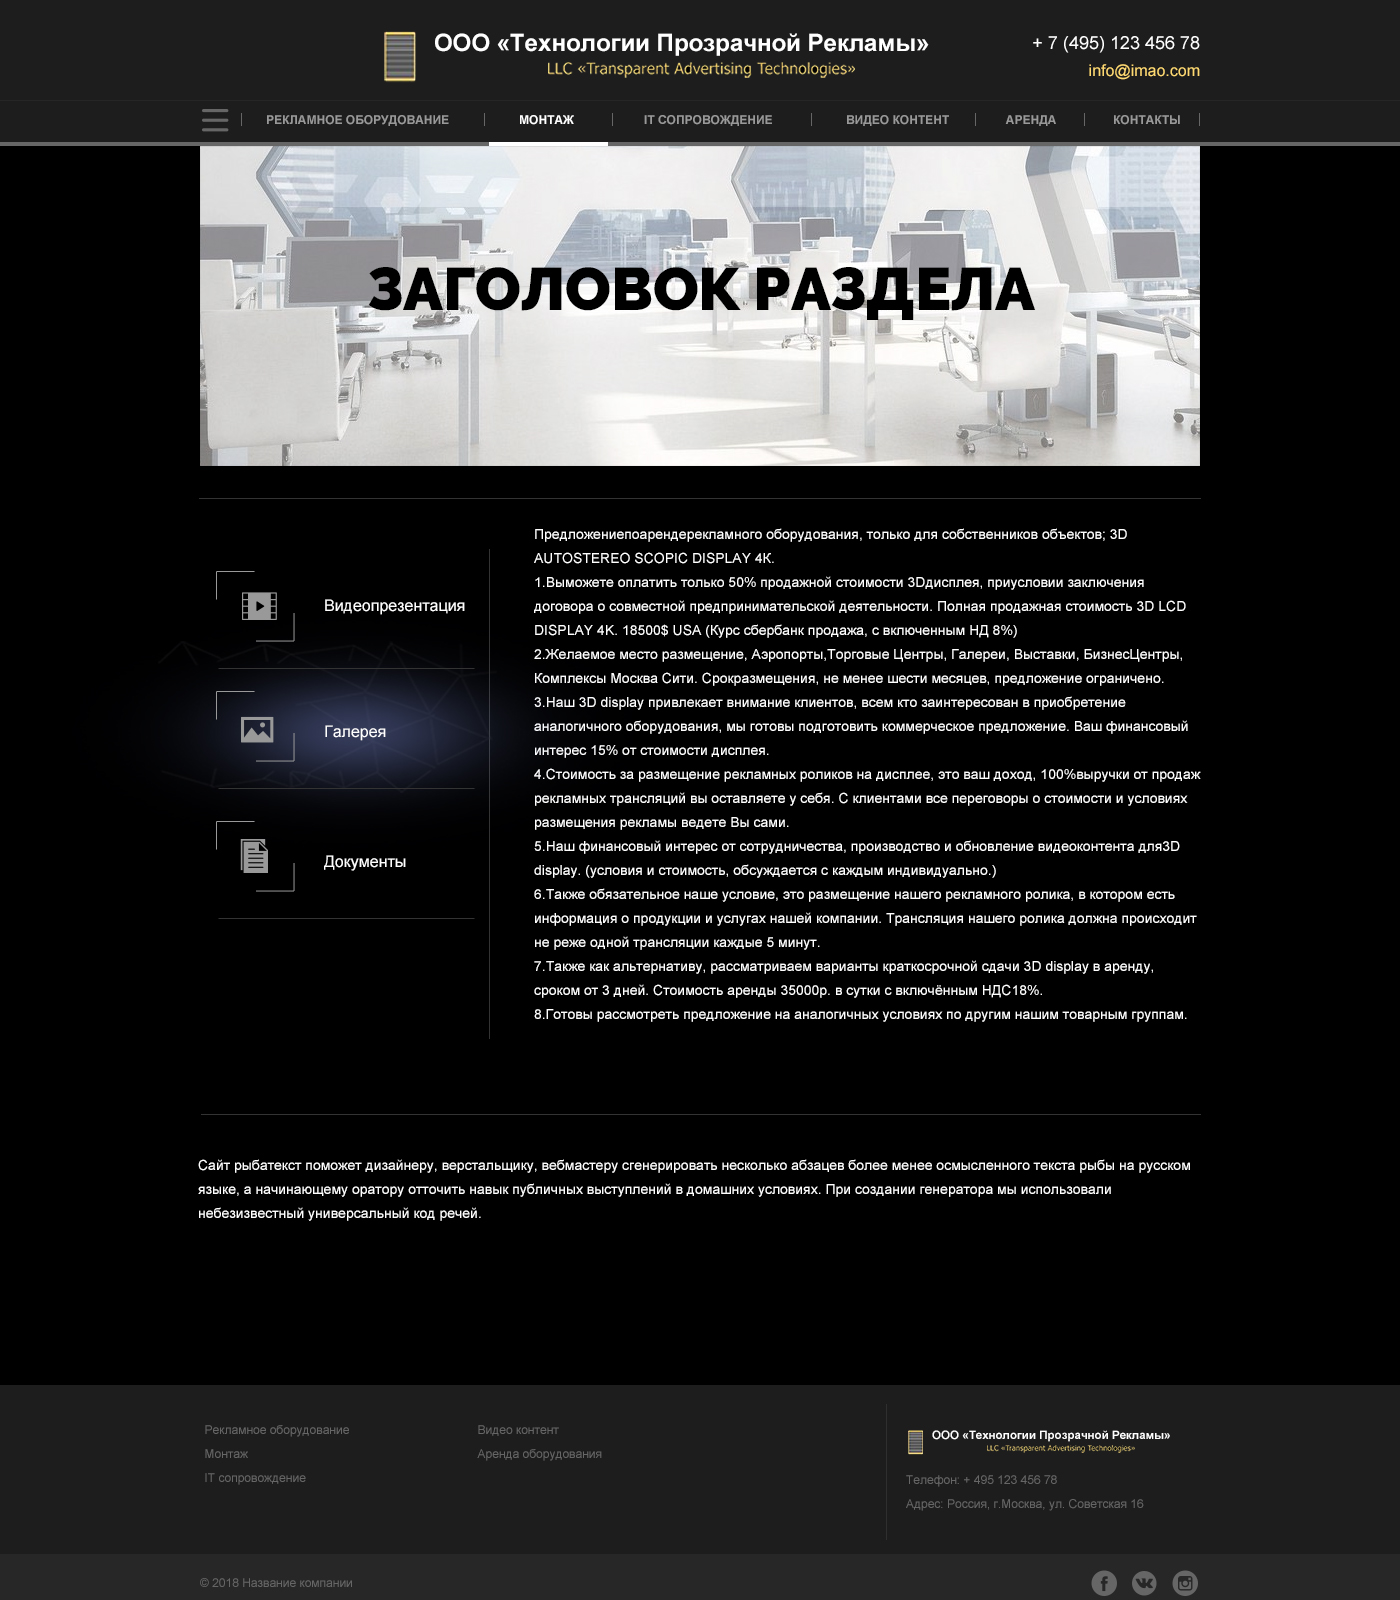 ООО «Технологии Прозрачной Рекламы»
LLC «Transparent Advertising Technologies»
+ 7 (495) 123 456 78
info@imao.com
РЕКЛАМНОЕ ОБОРУДОВАНИЕ
МОНТАЖ
IT СОПРОВОЖДЕНИЕ
ВИДЕО КОНТЕНТ
АРЕНДА
КОНТАКТЫ
ЗАГОЛОВОК РАЗДЕЛА
Видеопрезентация
Галерея
Документы
Предложениепоарендерекламного оборудования, только для собственников объектов; 3D
AUTOSTEREO SCOPIC DISPLAY 4K.
1.Выможете оплатить только 50% продажной стоимости 3Dдисплея, приусловии заключения
договора о совместной предпринимательской деятельности. Полная продажная стоимость 3D LCD
DISPLAY 4K. 18500$ USA (Курс сбербанк продажа, с включенным НД 8%)
2.Желаемое место размещение, Аэропорты,Торговые Центры, Галереи, Выставки, БизнесЦентры,
Комплексы Москва Сити. Срокразмещения, не менее шести месяцев, предложение ограничено.
3.Наш 3D display привлекает внимание клиентов, всем кто заинтересован в приобретение
аналогичного оборудования, мы готовы подготовить коммерческое предложение. Ваш финансовый
интерес 15% от стоимости дисплея.
4.Стоимость за размещение рекламных роликов на дисплее, это ваш доход, 100%выручки от продаж
рекламных трансляций вы оставляете у себя. С клиентами все переговоры о стоимости и условиях
размещения рекламы ведете Вы сами.
5.Наш финансовый интерес от сотрудничества, производство и обновление видеоконтента для3D
display. (условия и стоимость, обсуждается с каждым индивидуально.)
6.Также обязательное наше условие, это размещение нашего рекламного ролика, в котором есть
информация о продукции и услугах нашей компании. Трансляция нашего ролика должна происходит
не реже одной трансляции каждые 5 минут.
7.Также как альтернативу, рассматриваем варианты краткосрочной сдачи 3D display в аренду,
сроком от 3 дней. Стоимость аренды 35000р. в сутки с включённым НДС18%.
8.Готовы рассмотреть предложение на аналогичных условиях по другим нашим товарным группам.
Сайт рыбатекст поможет дизайнеру, верстальщику, вебмастеру сгенерировать несколько абзацев более менее осмысленного текста рыбы на русском
языке, а начинающему оратору отточить навык публичных выступлений в домашних условиях. При создании генератора мы использовали
небезизвестный универсальный код речей.
Рекламное оборудование
Монтаж
IT сопровождение
Видео контент
Аренда оборудования
ООО «Технологии Прозрачной Рекламы»
LLC «Transparent Advertising Technologies»
Телефон: + 495 123 456 78
Адрес: Россия, г.Москва, ул. Советская 16
© 2018 Название компании